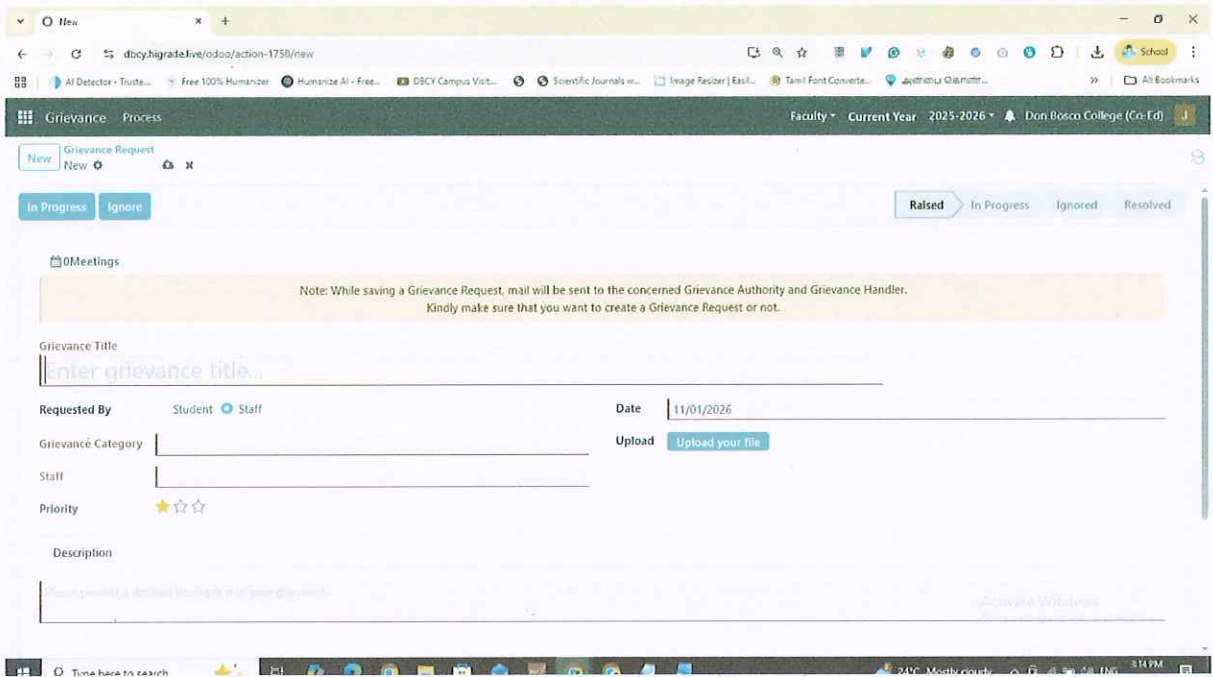 New
dbcy.higrade.live/odoo/action-1758/new
School
AI Detector - Truste... Free 100% Humanizer Humanize AI - Free... DBCY Campus Visit... Scientific Journals w... Image Resizer | Easil... Tamil Font Converte... All Bookmarks
Grievance Process Faculty Current Year 2025-2026 Don Bosco College (Co-Ed) J
New Grievance Request
New
In Progress Ignore Raised In Progress Ignored Resolved
0Meetings
Note: While saving a Grievance Request, mail will be sent to the concerned Grievance Authority and Grievance Handler.
Kindly make sure that you want to create a Grievance Request or not.
Grievance Title
Enter grievance title...
Requested By Student Staff Date 11/01/2026
Grievance Category Upload Upload your file
Staff
Priority
Description
Activate Windows
Type here to search 24°C Mostly cloudy ENG 8:14 PM